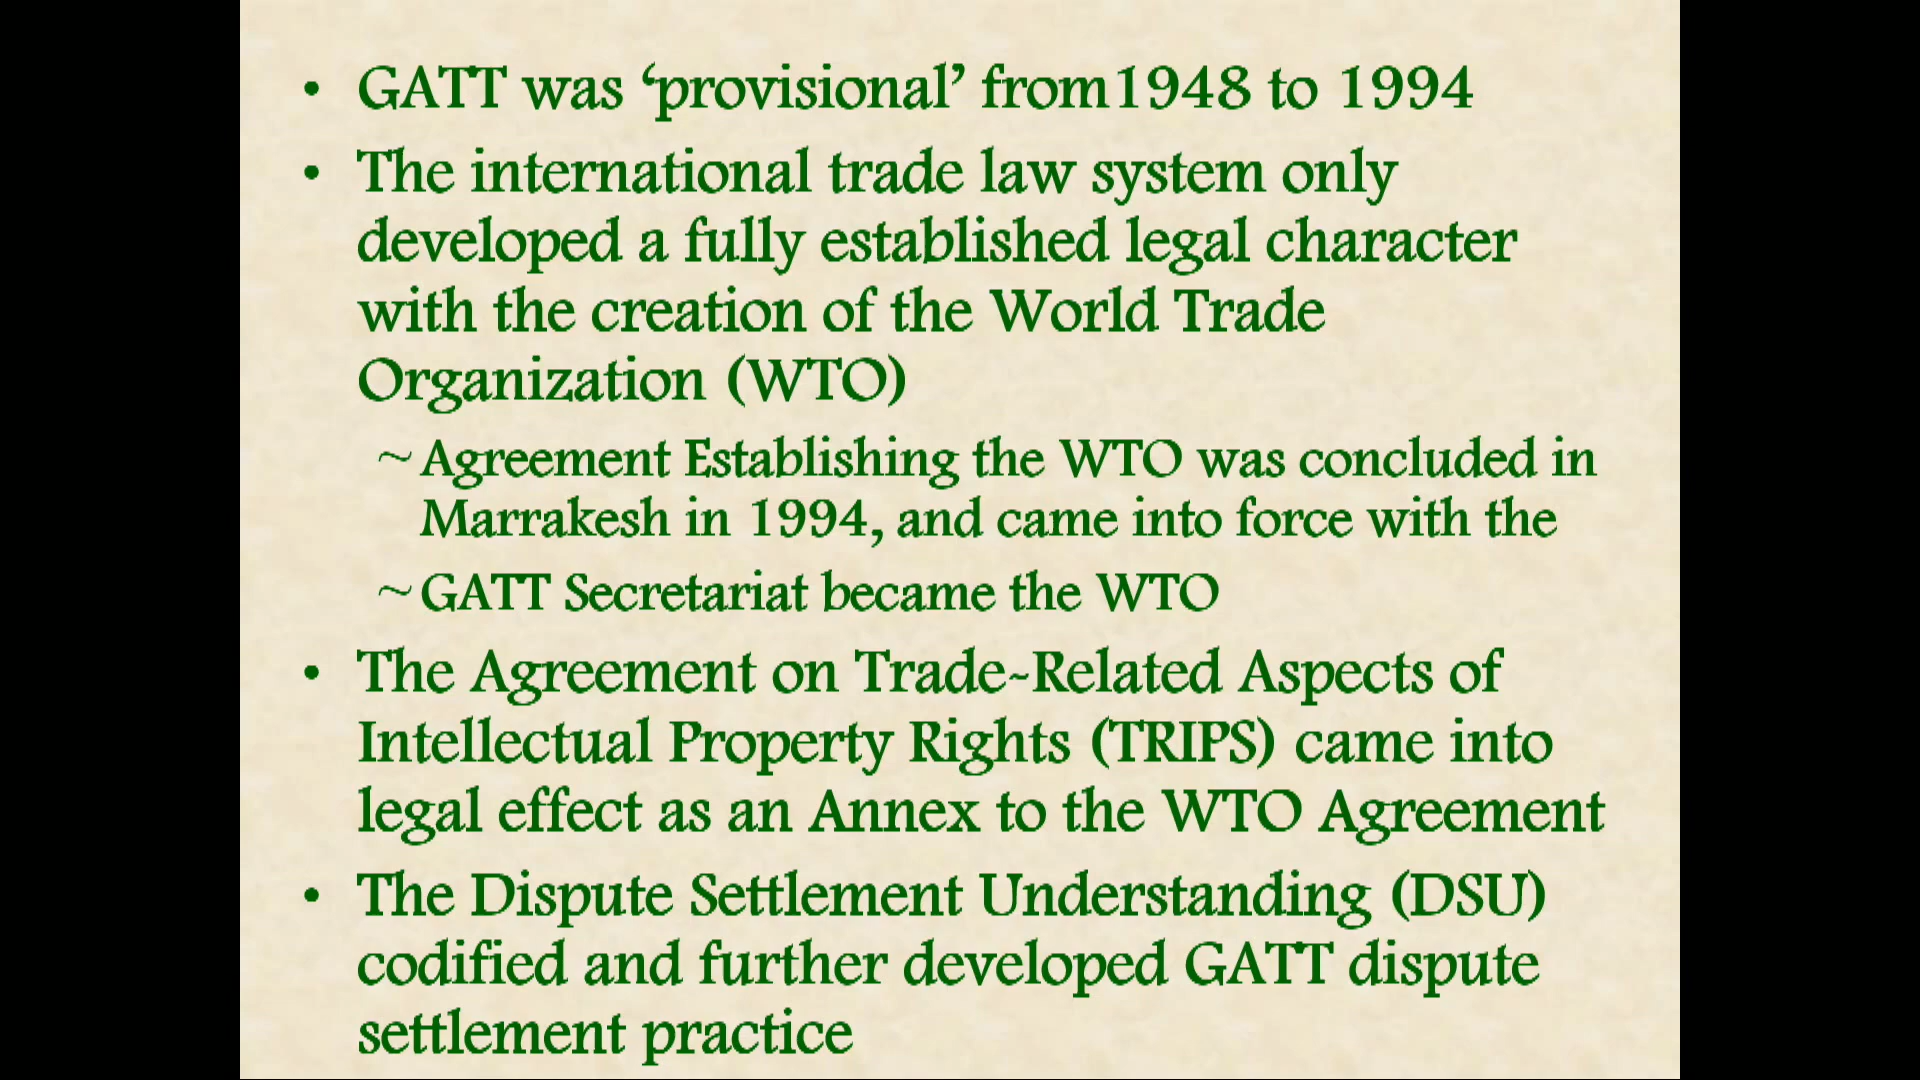 • GATT was ‘provisional’ from1948 to 1994
• The international trade law system only
developed a fully established legal character
with the creation of the World Trade
Organization (WTO)
~ Agreement Establishing the WTO was concluded in
Marrakesh in 1994, and came into force with the
~ GATT Secretariat became the WTO
• The Agreement on Trade-Related Aspects of
Intellectual Property Rights (TRIPS) came into
legal effect as an Annex to the WTO Agreement
• The Dispute Settlement Understanding (DSU)
codified and further developed GATT dispute
settlement practice